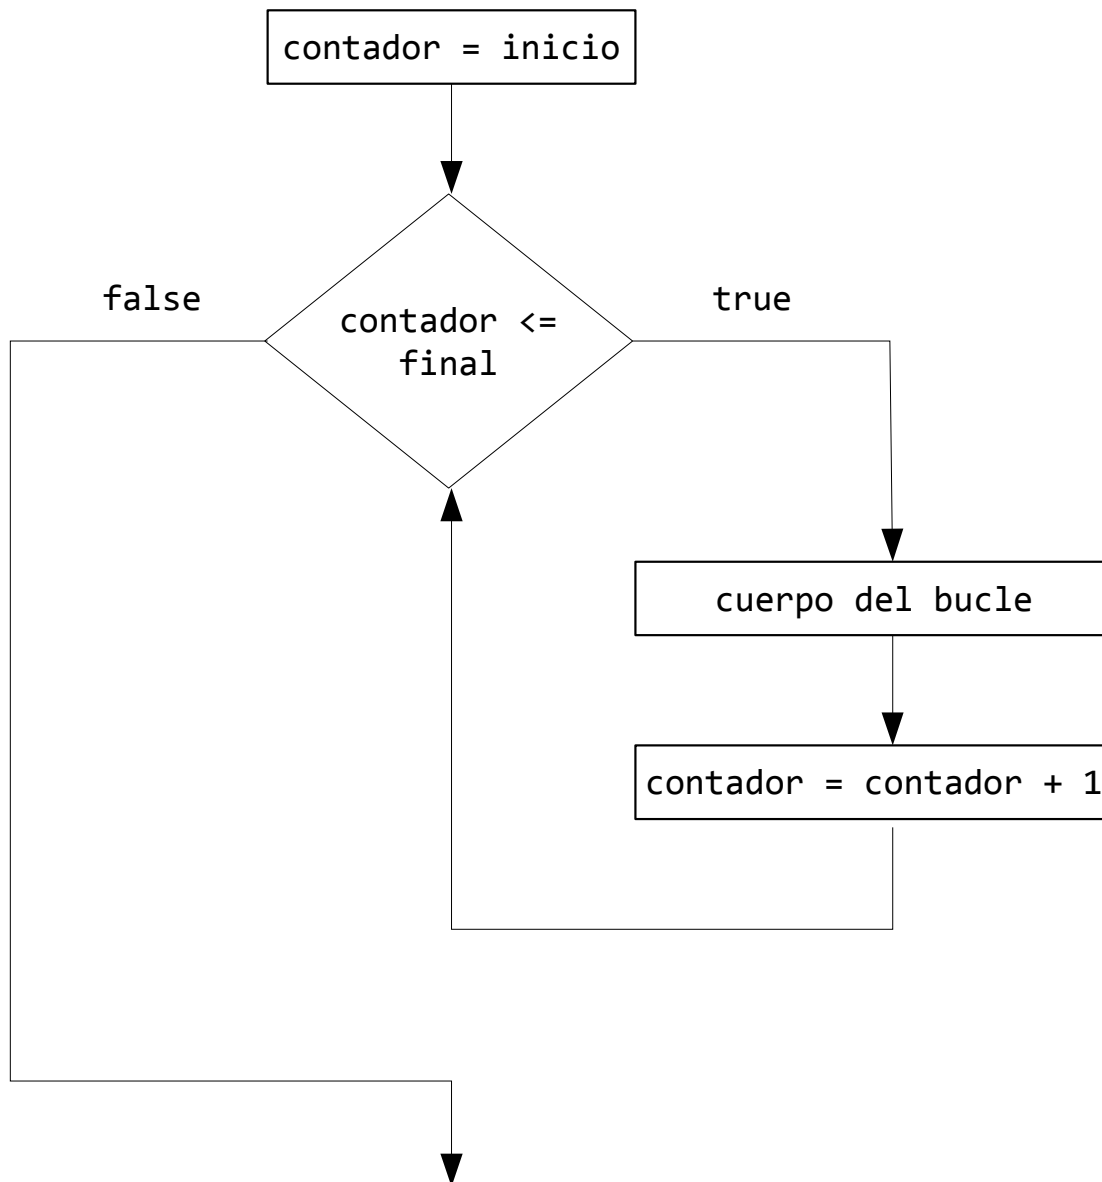 contador = inicio
false
true
contador <=
final
cuerpo del bucle
contador = contador + 1